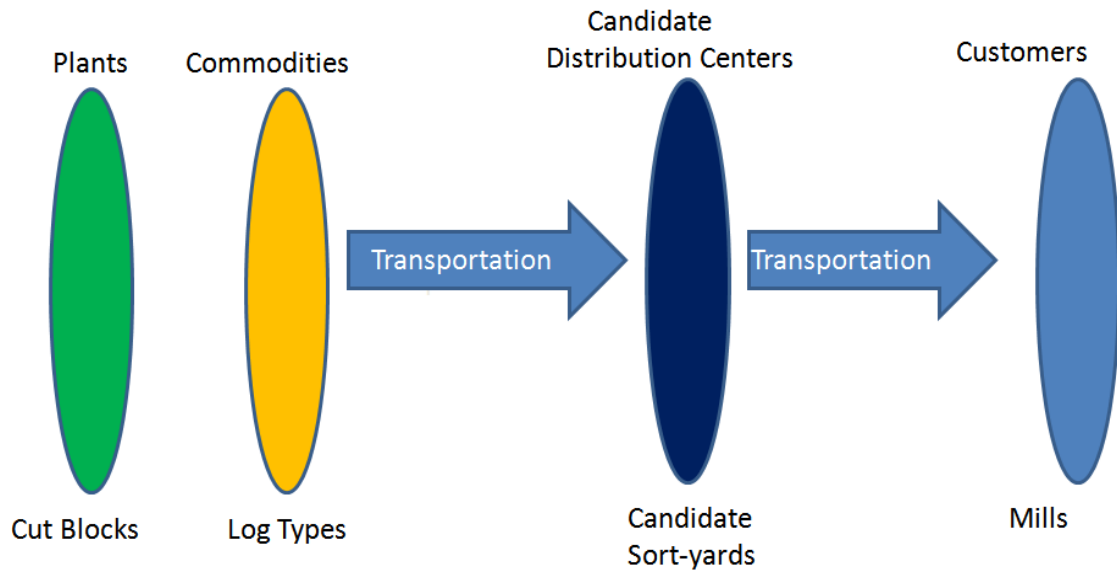 Plants
Commodities
Candidate
Distribution Centers
Customers
Transportation
Transportation
Cut Blocks
Log Types
Candidate
Sort-yards
Mills